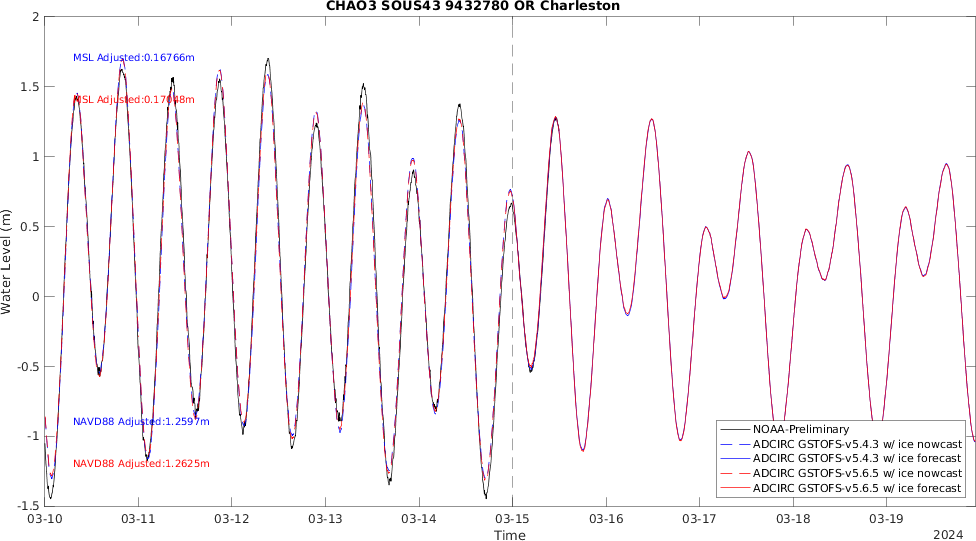 CHAO3 SOUS43 9432780 OR Charleston
2
1.5
1
0.5
0
-0.5
-1
-1.5
Water Level (m)
MSL Adjusted:0.16766m
MSL Adjusted:0.17048m
NAVD88 Adjusted:1.2597m
NAVD88 Adjusted:1.2625m
NOAA-Preliminary
ADCIRC GSTOFS-v5.4.3 w/ ice nowcast
ADCIRC GSTOFS-v5.4.3 w/ ice forecast
ADCIRC GSTOFS-v5.6.5 w/ ice nowcast
ADCIRC GSTOFS-v5.6.5 w/ ice forecast
03-10 03-11 03-12 03-13 03-14 03-15 03-16 03-17 03-18 03-19
Time
2024